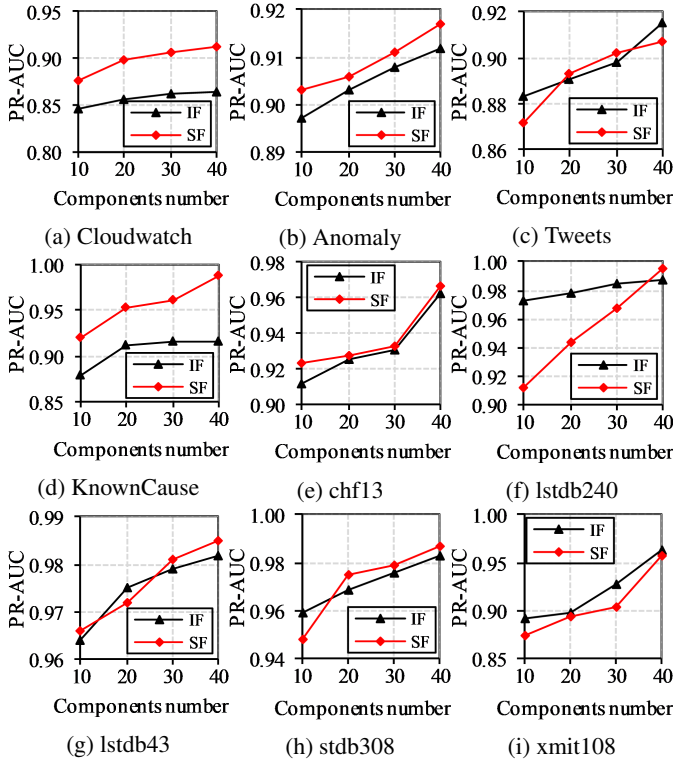 0.95
0.90
0.85
0.80
PR-AUC
IF
SF
10 20 30 40
Components number
(a) Cloudwatch
0.92
0.91
0.90
0.89
PR-AUC
IF
SF
10 20 30 40
Components number
(b) Anomaly
0.92
0.90
0.88
0.86
PR-AUC
IF
SF
10 20 30 40
Components number
(c) Tweets
1.00
0.95
0.90
0.85
PR-AUC
IF
SF
10 20 30 40
Components number
(d) KnownCause
0.98
0.96
0.94
0.92
0.90
PR-AUC
IF
SF
10 20 30 40
Components number
(e) chf13
1.00
0.98
0.96
0.94
0.92
0.90
PR-AUC
IF
SF
10 20 30 40
Components number
(f) lstdb240
0.99
0.98
0.97
0.96
PR-AUC
IF
SF
10 20 30 40
Components number
(g) lstdb43
1.00
0.98
0.96
0.94
PR-AUC
IF
SF
10 20 30 40
Components number
(h) stdb308
1.00
0.95
0.90
0.85
PR-AUC
IF
SF
10 20 30 40
Components number
(i) xmit108